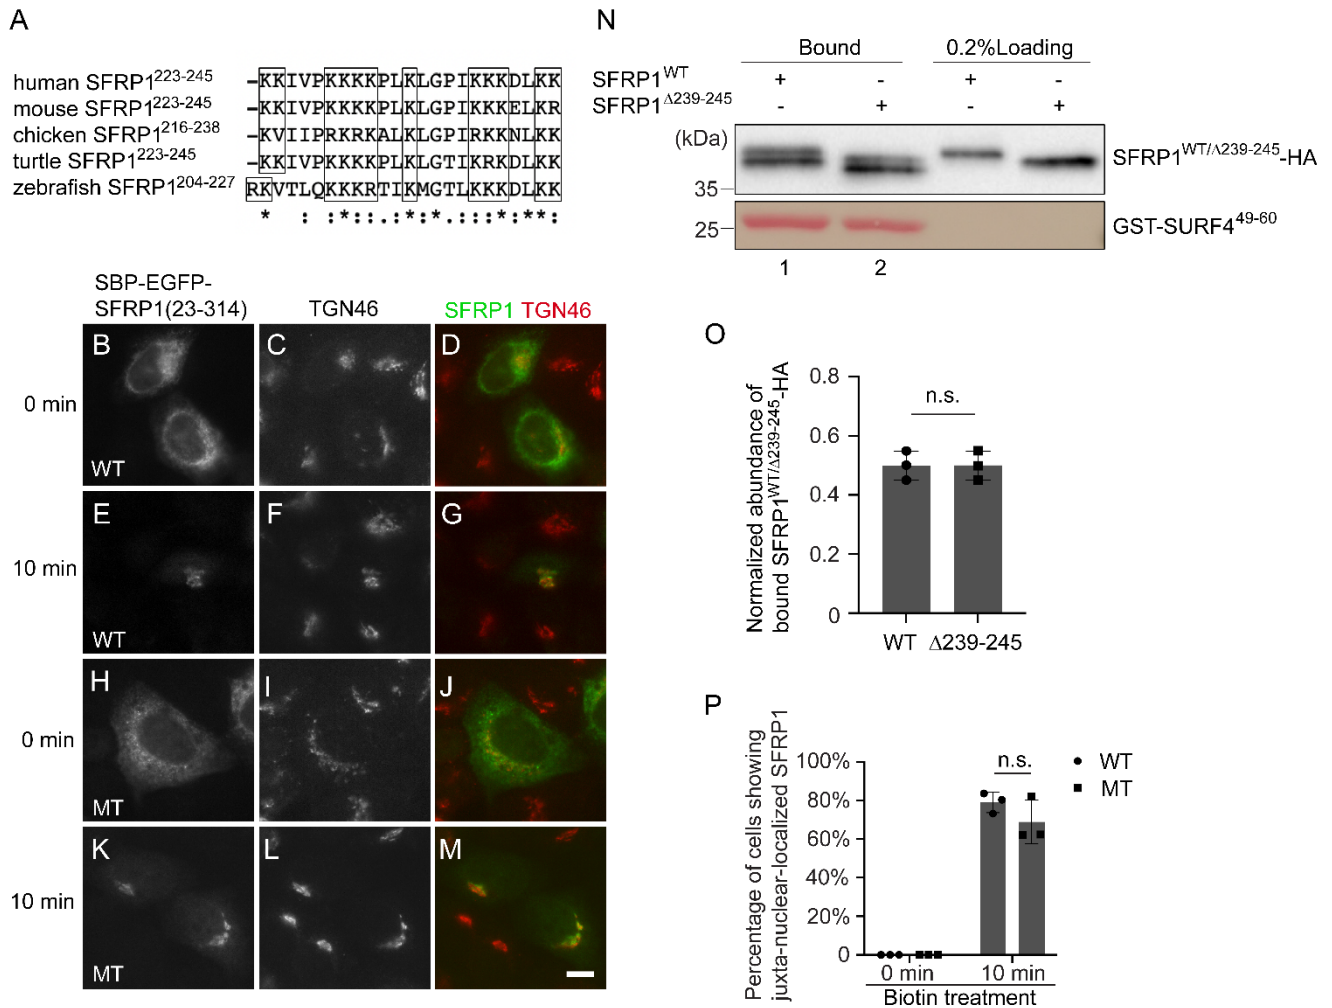 A
human SFRP1223-245 -KKIVPKKKKPLKLGPIKKKDLKK
mouse SFRP1223-245 -KKIVPKKKKPLKLGPIKKKELKR
chicken SFRP1216-238 -KVIIPRKRKALKLGPIRKKNLKK
turtle SFRP1223-245 -KKIVPKKKKPLKLGTIKRKDLKK
zebrafish SFRP1204-227 RKVTLQKKKRTIKMGTLKKKDLKK
* : :*::.:*:*.:::*:**:
SBP-EGFP-
SFRP1(23-314)
TGN46
SFRP1 TGN46
0 min
B
WT
C
D
10 min
E
WT
F
G
0 min
H
MT
I
J
10 min
K
MT
L
M
N
Bound
0.2%Loading
SFRP1WT + - + -
SFRP1Δ239-245 - + - +
(kDa)
35
SFRP1WT/Δ239-245-HA
25
GST-SURF449-60
1 2
O
Normalized abundance of
bound SFRP1WT/Δ239-245-HA
0.8
0.6
0.4
0.2
0
n.s.
WT Δ239-245
P
Percentage of cells showing
juxta-nuclear-localized SFRP1
100%
80%
60%
40%
20%
0
n.s.
WT
MT
0 min 10 min
Biotin treatment